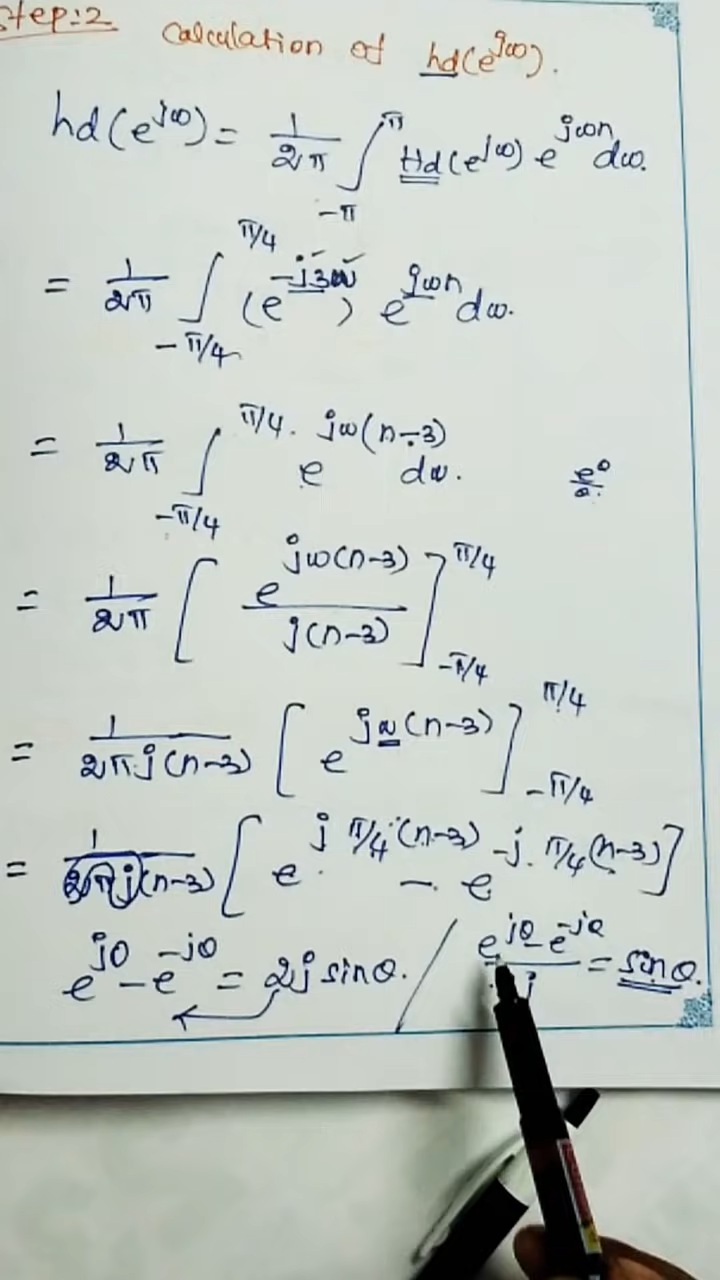 Step:2 Calculation of hd(e^jω).
hd(e^jω) = 1/2π ∫_-π^π Hd(e^jω) e^jωn dω.
= 1/2π ∫_-π/4^π/4 (e^-j3ω) e^jωn dω.
= 1/2π ∫_-π/4^π/4 e^jω(n-3) dω. e^θ/θ
= 1/2π [e^jω(n-3) / j(n-3)]_-π/4^π/4
= 1/2πj(n-3) [e^jω(n-3)]_-π/4^π/4
= 1/2πj(n-3) [e^j π/4 (n-3) - e^-j. π/4 (n-3)]
e^jθ - e^-jθ = 2j sinθ. / e^jθ - e^-jθ / j = sinθ.